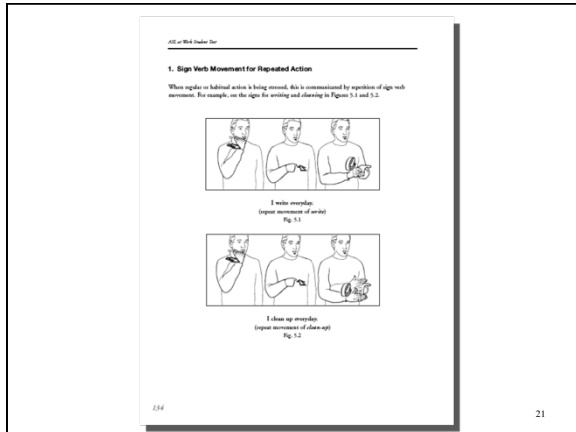 ASL at Work Student Text
1. Sign Verb Movement for Repeated Action
When regular or habitual action is being stressed, this is communicated by repetition of sign verb
movement. For example, see the signs for writing and cleaning in Figures 5.1 and 5.2.
I write everyday.
(repeat movement of write)
Fig. 5.1
I clean up everyday.
(repeat movement of clean-up)
Fig. 5.2
134
21